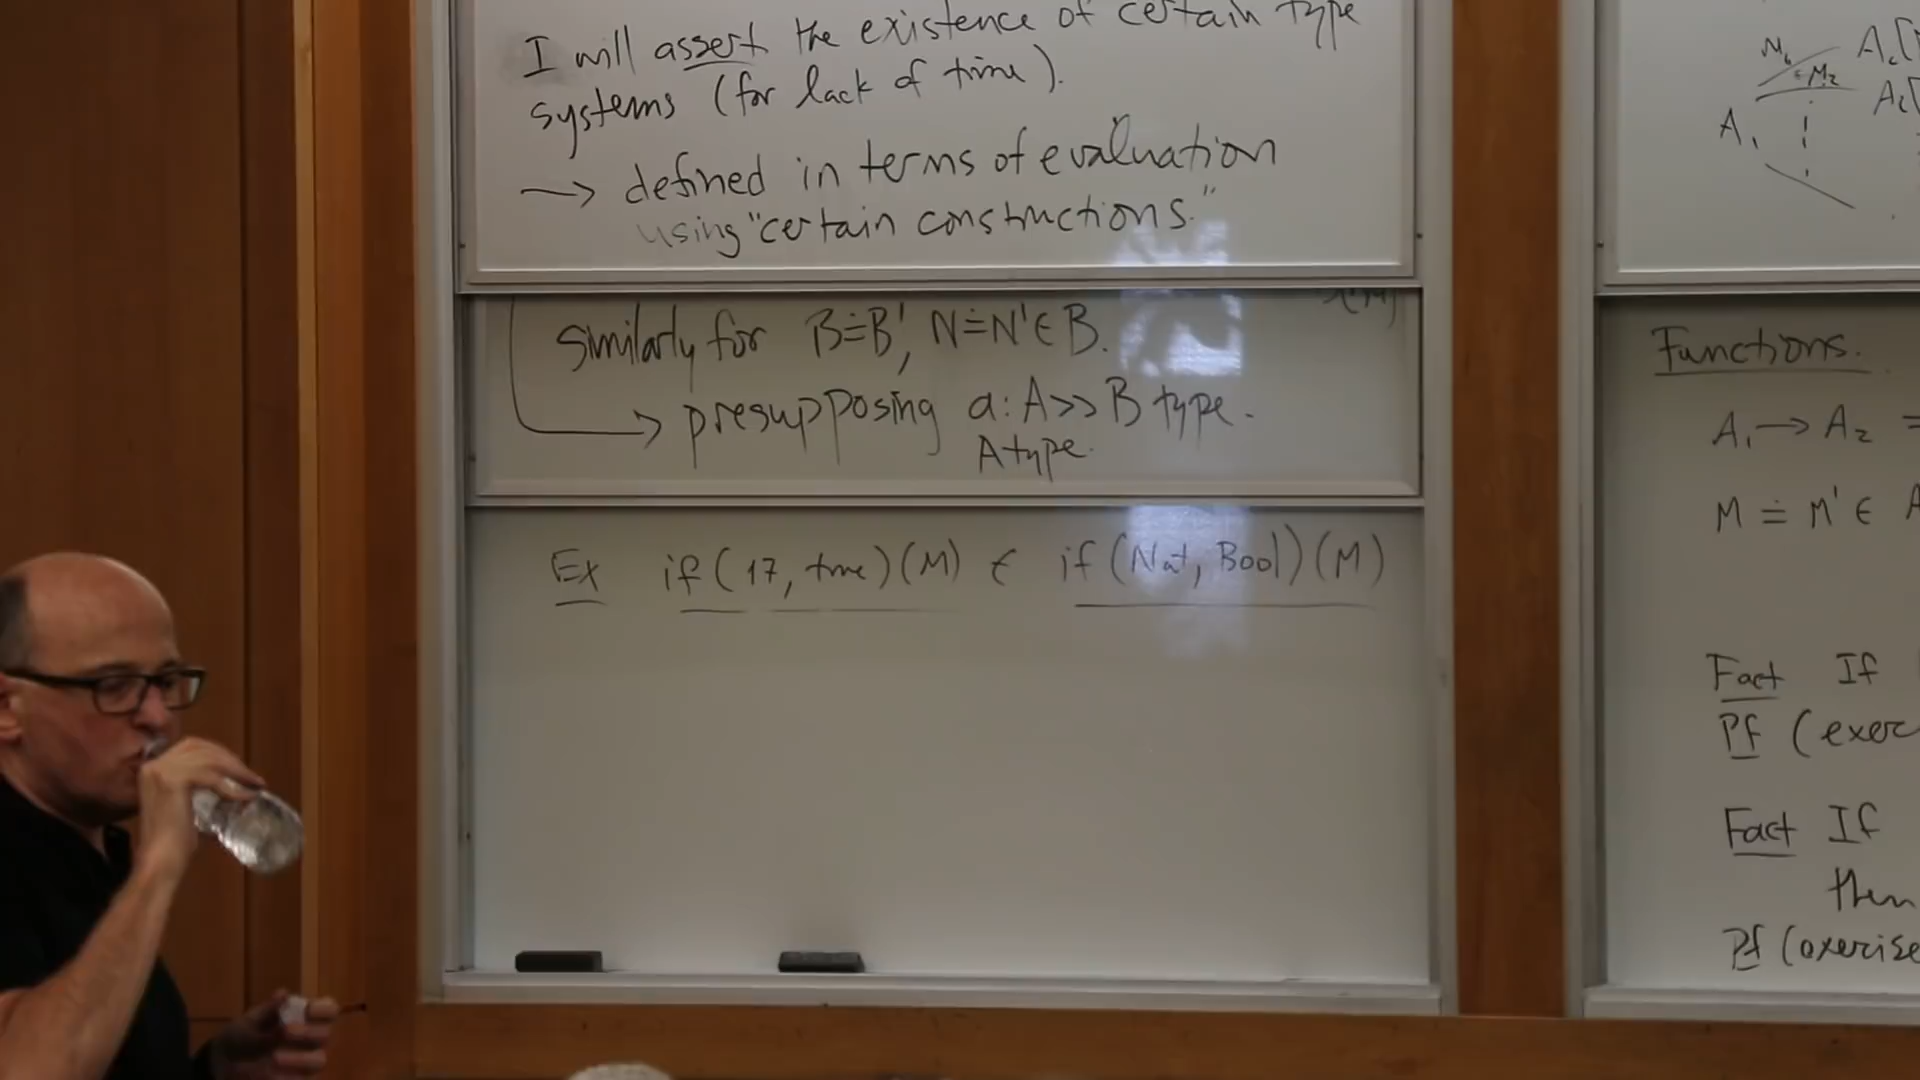 I will assert the existence of certain type
systems (for lack of time).
→ defined in terms of evaluation
using "certain constructions."
Similarly for B≐B', N≐N'∈B.
→ presupposing a:A>>B type.
A type.
Ex if(17, true)(M) ∈ if(Nat, Bool)(M)
M₂
A₁
Functions.
A₁→A₂ =
M ≐ M' ∈ A
Fact If
Pf (exerc
Fact If
then
Pf (exercise